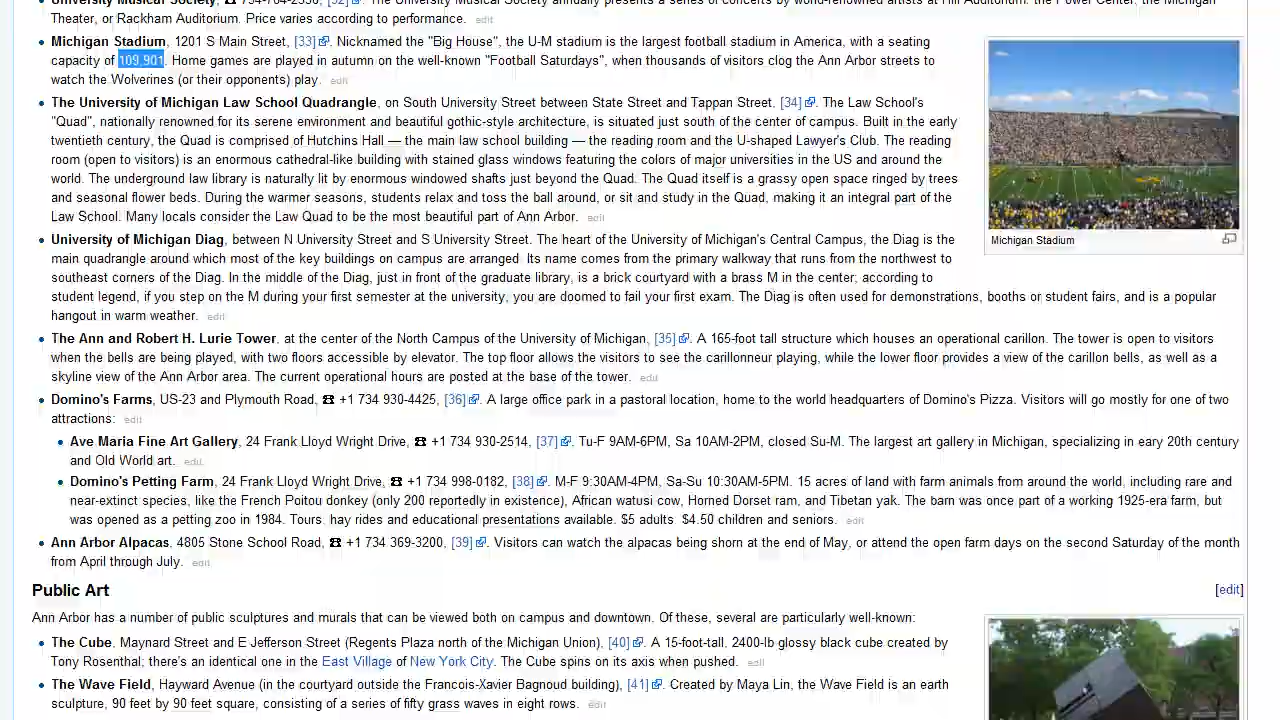 University Musical Society, ☎ 734-764-2538, [32]. The University Musical Society annually presents a series of concerts by world-renowned artists at Hill Auditorium, the Power Center, the Michigan
Theater, or Rackham Auditorium. Price varies according to performance. edit
Michigan Stadium, 1201 S Main Street, [33]. Nicknamed the "Big House", the U-M stadium is the largest football stadium in America, with a seating
capacity of 109,901. Home games are played in autumn on the well-known "Football Saturdays", when thousands of visitors clog the Ann Arbor streets to
watch the Wolverines (or their opponents) play. edit
The University of Michigan Law School Quadrangle, on South University Street between State Street and Tappan Street, [34]. The Law School's
"Quad", nationally renowned for its serene environment and beautiful gothic-style architecture, is situated just south of the center of campus. Built in the early
twentieth century, the Quad is comprised of Hutchins Hall — the main law school building — the reading room and the U-shaped Lawyer's Club. The reading
room (open to visitors) is an enormous cathedral-like building with stained glass windows featuring the colors of major universities in the US and around the
world. The underground law library is naturally lit by enormous windowed shafts just beyond the Quad. The Quad itself is a grassy open space ringed by trees
and seasonal flower beds. During the warmer seasons, students relax and toss the ball around, or sit and study in the Quad, making it an integral part of the
Law School. Many locals consider the Law Quad to be the most beautiful part of Ann Arbor. edit
University of Michigan Diag, between N University Street and S University Street. The heart of the University of Michigan's Central Campus, the Diag is the
main quadrangle around which most of the key buildings on campus are arranged. Its name comes from the primary walkway that runs from the northwest to
southeast corners of the Diag. In the middle of the Diag, just in front of the graduate library, is a brick courtyard with a brass M in the center; according to
student legend, if you step on the M during your first semester at the university, you are doomed to fail your first exam. The Diag is often used for demonstrations, booths or student fairs, and is a popular
hangout in warm weather. edit
Michigan Stadium
The Ann and Robert H. Lurie Tower, at the center of the North Campus of the University of Michigan, [35]. A 165-foot tall structure which houses an operational carillon. The tower is open to visitors
when the bells are being played, with two floors accessible by elevator. The top floor allows the visitors to see the carillonneur playing, while the lower floor provides a view of the carillon bells, as well as a
skyline view of the Ann Arbor area. The current operational hours are posted at the base of the tower. edit
Domino's Farms, US-23 and Plymouth Road, ☎ +1 734 930-4425, [36]. A large office park in a pastoral location, home to the world headquarters of Domino's Pizza. Visitors will go mostly for one of two
attractions: edit
Ave Maria Fine Art Gallery, 24 Frank Lloyd Wright Drive, ☎ +1 734 930-2514, [37]. Tu-F 9AM-6PM, Sa 10AM-2PM, closed Su-M. The largest art gallery in Michigan, specializing in eary 20th century
and Old World art. edit
Domino's Petting Farm, 24 Frank Lloyd Wright Drive, ☎ +1 734 998-0182, [38]. M-F 9:30AM-4PM, Sa-Su 10:30AM-5PM. 15 acres of land with farm animals from around the world, including rare and
near-extinct species, like the French Poitou donkey (only 200 reportedly in existence), African watusi cow, Horned Dorset ram, and Tibetan yak. The barn was once part of a working 1925-era farm, but
was opened as a petting zoo in 1984. Tours, hay rides and educational presentations available. $5 adults, $4.50 children and seniors. edit
Ann Arbor Alpacas, 4805 Stone School Road, ☎ +1 734 369-3200, [39]. Visitors can watch the alpacas being shorn at the end of May, or attend the open farm days on the second Saturday of the month
from April through July. edit
Public Art [edit]
Ann Arbor has a number of public sculptures and murals that can be viewed both on campus and downtown. Of these, several are particularly well-known:
The Cube, Maynard Street and E Jefferson Street (Regents Plaza north of the Michigan Union), [40]. A 15-foot-tall, 2400-lb glossy black cube created by
Tony Rosenthal; there's an identical one in the East Village of New York City. The Cube spins on its axis when pushed. edit
The Wave Field, Hayward Avenue (in the courtyard outside the Francois-Xavier Bagnoud building), [41]. Created by Maya Lin, the Wave Field is an earth
sculpture, 90 feet by 90 feet square, consisting of a series of fifty grass waves in eight rows. edit